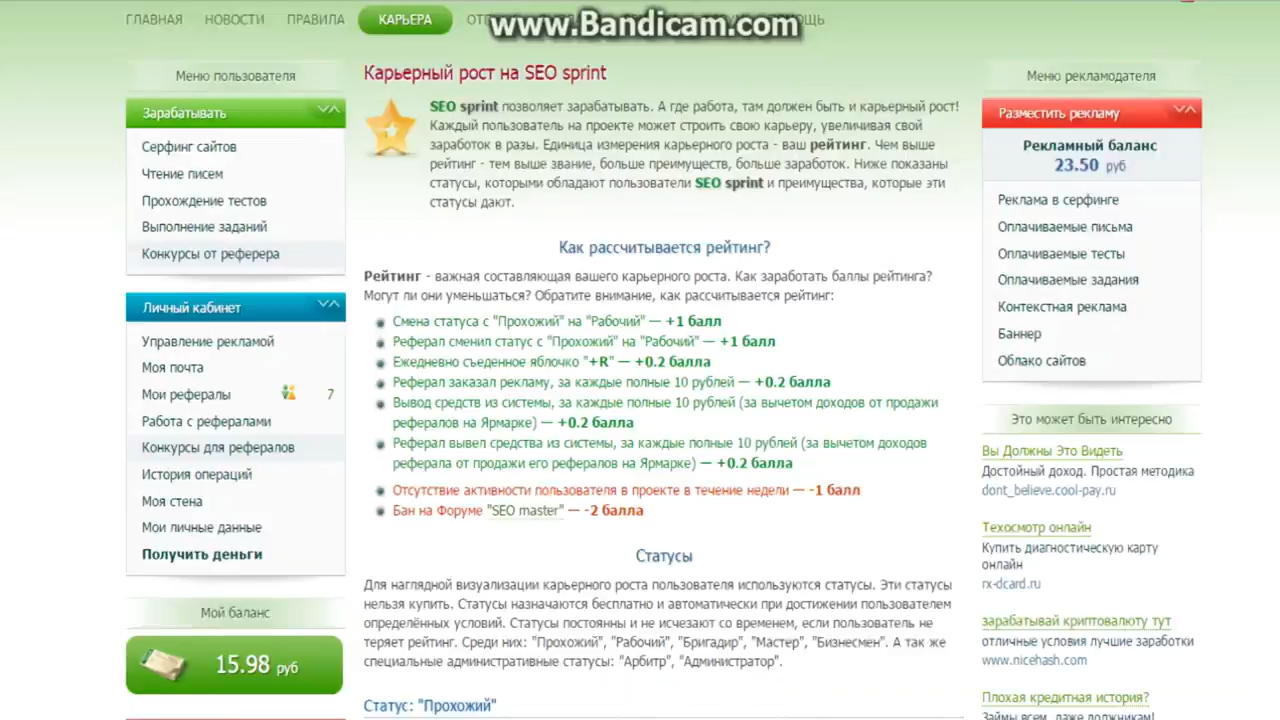 ГЛАВНАЯ НОВОСТИ ПРАВИЛА КАРЬЕРА
www.Bandicam.com
Меню пользователя
Зарабатывать
Серфинг сайтов
Чтение писем
Прохождение тестов
Выполнение заданий
Конкурсы от реферера
Личный кабинет
Управление рекламой
Моя почта
Мои рефералы 7
Работа с рефералами
Конкурсы для рефералов
История операций
Моя стена
Мои личные данные
Получить деньги
Мой баланс
15.98 руб
Карьерный рост на SEO sprint
SEO sprint позволяет зарабатывать. А где работа, там должен быть и карьерный рост!
Каждый пользователь на проекте может строить свою карьеру, увеличивая свой
заработок в разы. Единица измерения карьерного роста - ваш рейтинг. Чем выше
рейтинг - тем выше звание, больше преимуществ, больше заработок. Ниже показаны
статусы, которыми обладают пользователи SEO sprint и преимущества, которые эти
статусы дают.
Как рассчитывается рейтинг?
Рейтинг - важная составляющая вашего карьерного роста. Как заработать баллы рейтинга?
Могут ли они уменьшаться? Обратите внимание, как рассчитывается рейтинг:
Смена статуса с "Прохожий" на "Рабочий" — +1 балл
Реферал сменил статус с "Прохожий" на "Рабочий" — +1 балл
Ежедневно съеденное яблочко "+R" — +0.2 балла
Реферал заказал рекламу, за каждые полные 10 рублей — +0.2 балла
Вывод средств из системы, за каждые полные 10 рублей (за вычетом доходов от продажи
рефералов на Ярмарке) — +0.2 балла
Реферал вывел средства из системы, за каждые полные 10 рублей (за вычетом доходов
реферала от продажи его рефералов на Ярмарке) — +0.2 балла
Отсутствие активности пользователя в проекте в течение недели — -1 балл
Бан на Форуме "SEO master" — -2 балла
Статусы
Для наглядной визуализации карьерного роста пользователя используются статусы. Эти статусы
нельзя купить. Статусы назначаются бесплатно и автоматически при достижении пользователем
определённых условий. Статусы постоянны и не исчезают со временем, если пользователь не
теряет рейтинг. Среди них: "Прохожий", "Рабочий", "Бригадир", "Мастер", "Бизнесмен". А так же
специальные административные статусы: "Арбитр", "Администратор".
Статус: "Прохожий"
Меню рекламодателя
Разместить рекламу
Рекламный баланс
23.50 руб
Реклама в серфинге
Оплачиваемые письма
Оплачиваемые тесты
Оплачиваемые задания
Контекстная реклама
Баннер
Облако сайтов
Это может быть интересно
Вы Должны Это Видеть
Достойный доход. Простая методика
dont_believe.cool-pay.ru
Техосмотр онлайн
Купить диагностическую карту
онлайн
rx-dcard.ru
зарабатывай криптовалюту тут
отличные условия лучшие заработки
www.nicehash.com
Плохая кредитная история?
Займы всем, даже должникам!